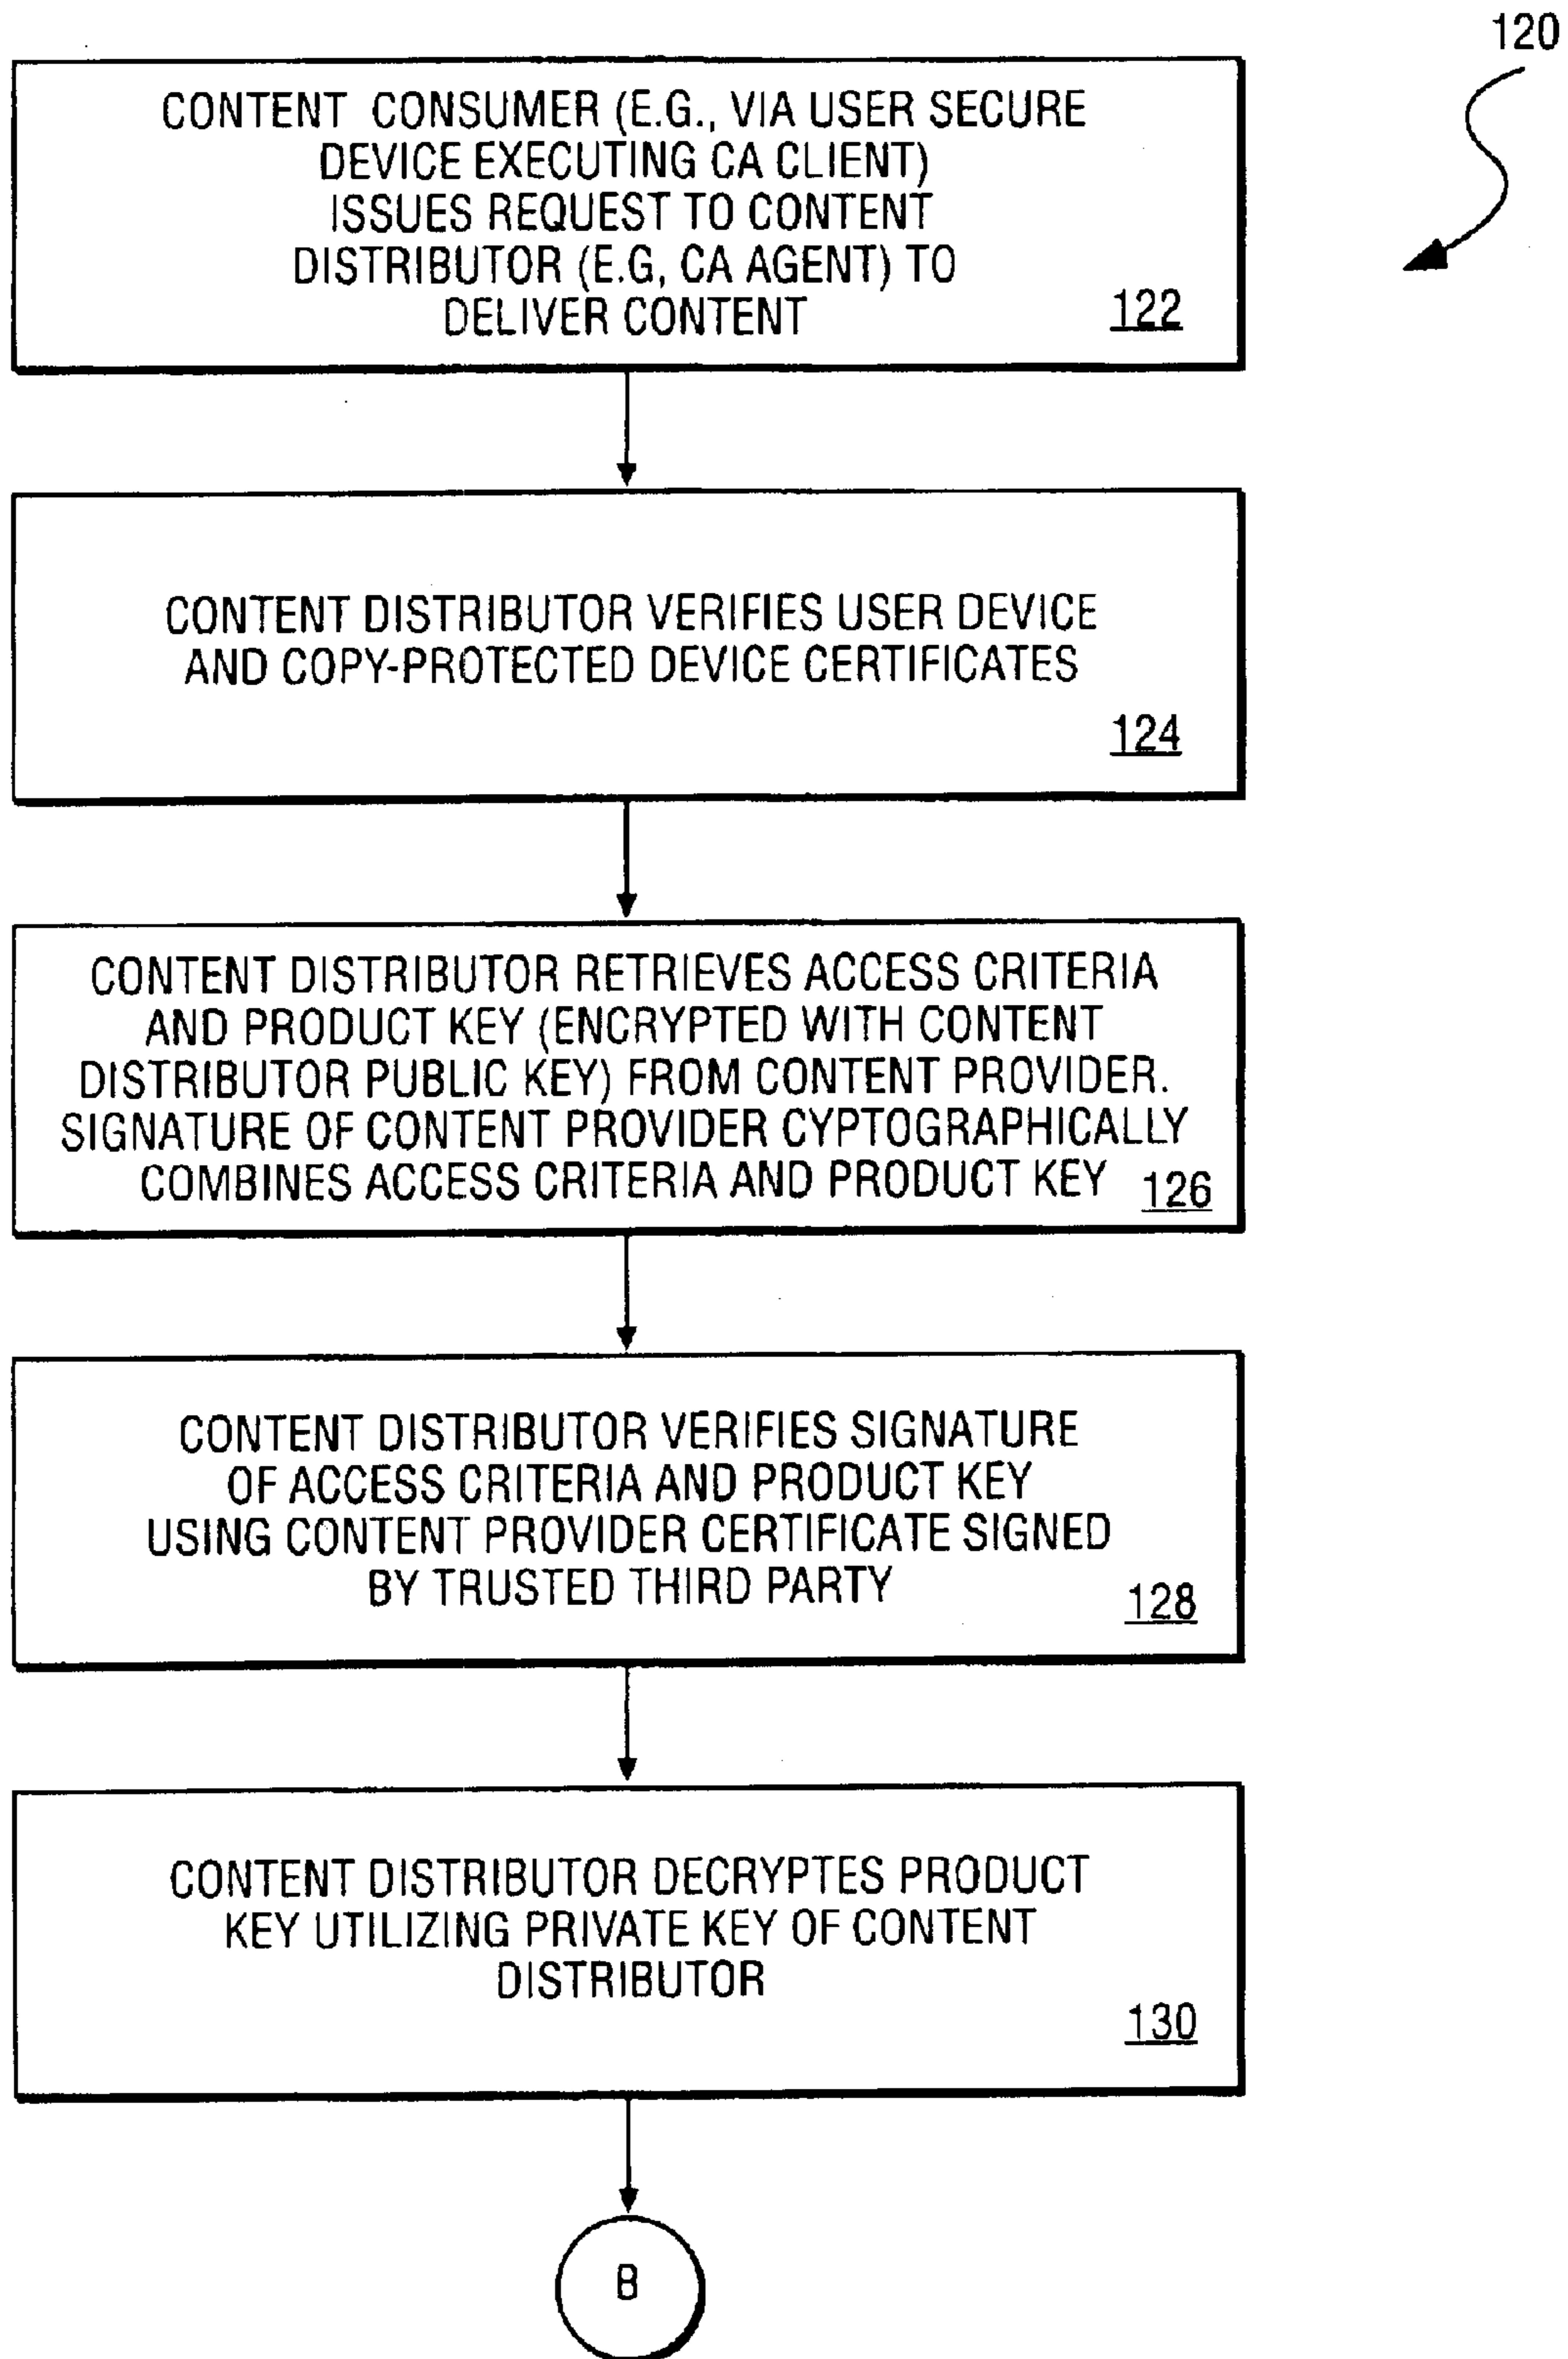 120
CONTENT CONSUMER (E.G., VIA USER SECURE
DEVICE EXECUTING CA CLIENT)
ISSUES REQUEST TO CONTENT
DISTRIBUTOR (E.G, CA AGENT) TO
DELIVER CONTENT
122
CONTENT DISTRIBUTOR VERIFIES USER DEVICE
AND COPY-PROTECTED DEVICE CERTIFICATES
124
CONTENT DISTRIBUTOR RETRIEVES ACCESS CRITERIA
AND PRODUCT KEY (ENCRYPTED WITH CONTENT
DISTRIBUTOR PUBLIC KEY) FROM CONTENT PROVIDER.
SIGNATURE OF CONTENT PROVIDER CYPTOGRAPHICALLY
COMBINES ACCESS CRITERIA AND PRODUCT KEY
126
CONTENT DISTRIBUTOR VERIFIES SIGNATURE
OF ACCESS CRITERIA AND PRODUCT KEY
USING CONTENT PROVIDER CERTIFICATE SIGNED
BY TRUSTED THIRD PARTY
128
CONTENT DISTRIBUTOR DECRYPTES PRODUCT
KEY UTILIZING PRIVATE KEY OF CONTENT
DISTRIBUTOR
130
B